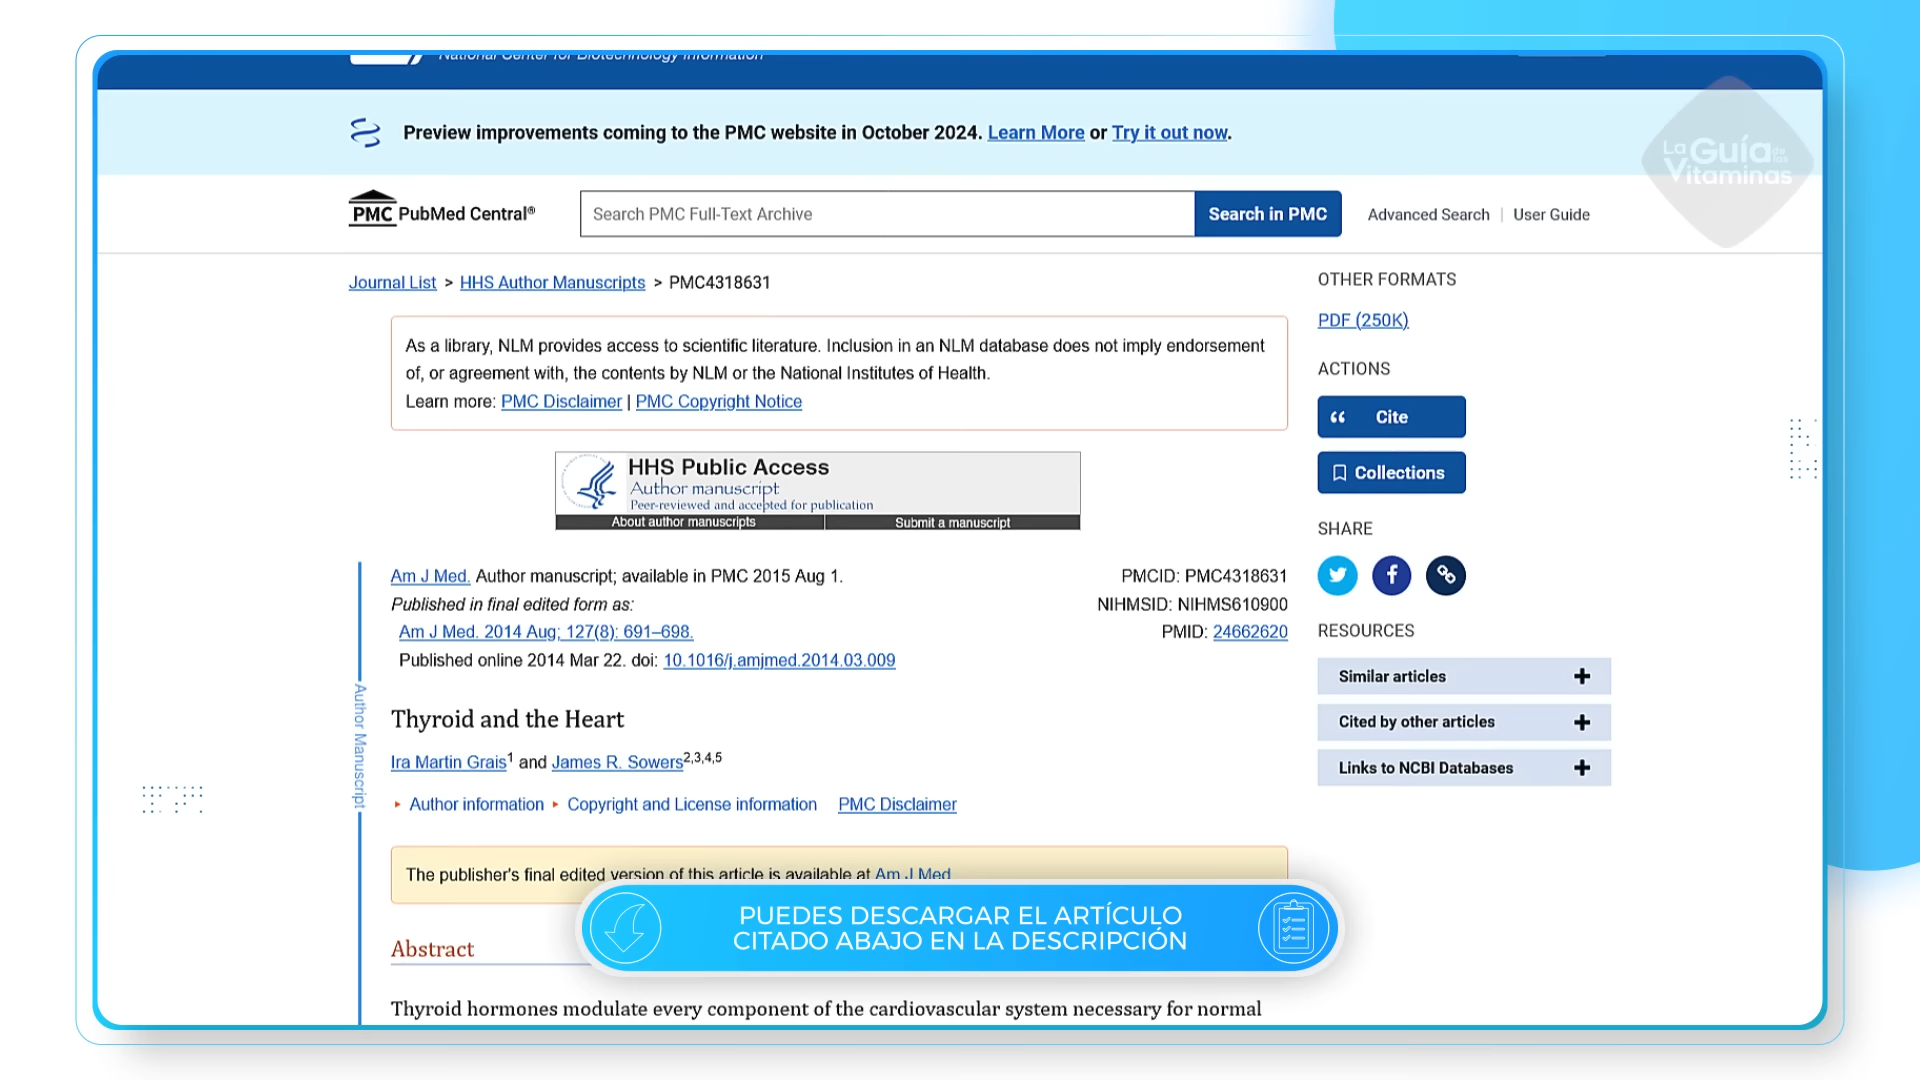 National Center for Biotechnology Information
Preview improvements coming to the PMC website in October 2024. Learn More or Try it out now.
La Guía de las Vitaminas
PMC PubMed Central®
Search PMC Full-Text Archive
Search in PMC
Advanced Search | User Guide
Journal List > HHS Author Manuscripts > PMC4318631
As a library, NLM provides access to scientific literature. Inclusion in an NLM database does not imply endorsement
of, or agreement with, the contents by NLM or the National Institutes of Health.
Learn more: PMC Disclaimer | PMC Copyright Notice
HHS Public Access
Author manuscript
Peer-reviewed and accepted for publication
About author manuscripts
Submit a manuscript
Am J Med. Author manuscript; available in PMC 2015 Aug 1.
Published in final edited form as:
Am J Med. 2014 Aug; 127(8): 691–698.
Published online 2014 Mar 22. doi: 10.1016/j.amjmed.2014.03.009
PMCID: PMC4318631
NIHMSID: NIHMS610900
PMID: 24662620
Author Manuscript
Thyroid and the Heart
Ira Martin Grais1 and James R. Sowers2,3,4,5
Author information
Copyright and License information
PMC Disclaimer
The publisher's final edited version of this article is available at Am J Med
Abstract
Thyroid hormones modulate every component of the cardiovascular system necessary for normal
OTHER FORMATS
PDF (250K)
ACTIONS
Cite
Collections
SHARE
RESOURCES
Similar articles
Cited by other articles
Links to NCBI Databases
PUEDES DESCARGAR EL ARTÍCULO
CITADO ABAJO EN LA DESCRIPCIÓN